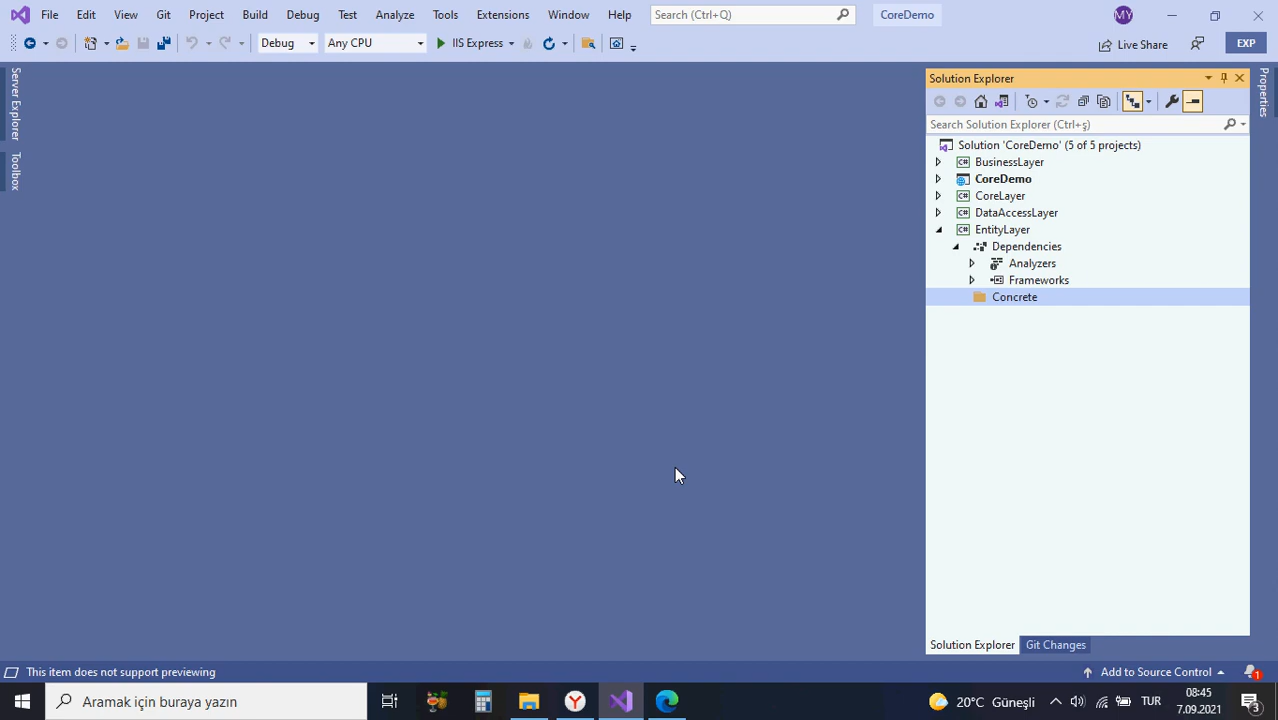 File Edit View Git Project Build Debug Test Analyze Tools Extensions Window Help Search (Ctrl+Q) CoreDemo MY
Debug Any CPU IIS Express Live Share EXP
Server Explorer
Toolbox
Solution Explorer
Search Solution Explorer (Ctrl+ş)
Solution 'CoreDemo' (5 of 5 projects)
C# BusinessLayer
CoreDemo
C# CoreLayer
C# DataAccessLayer
C# EntityLayer
Dependencies
Analyzers
Frameworks
Concrete
Properties
Solution Explorer Git Changes
This item does not support previewing Add to Source Control 1
Aramak için buraya yazın 20°C Güneşli TUR 08:45
7.09.2021 3